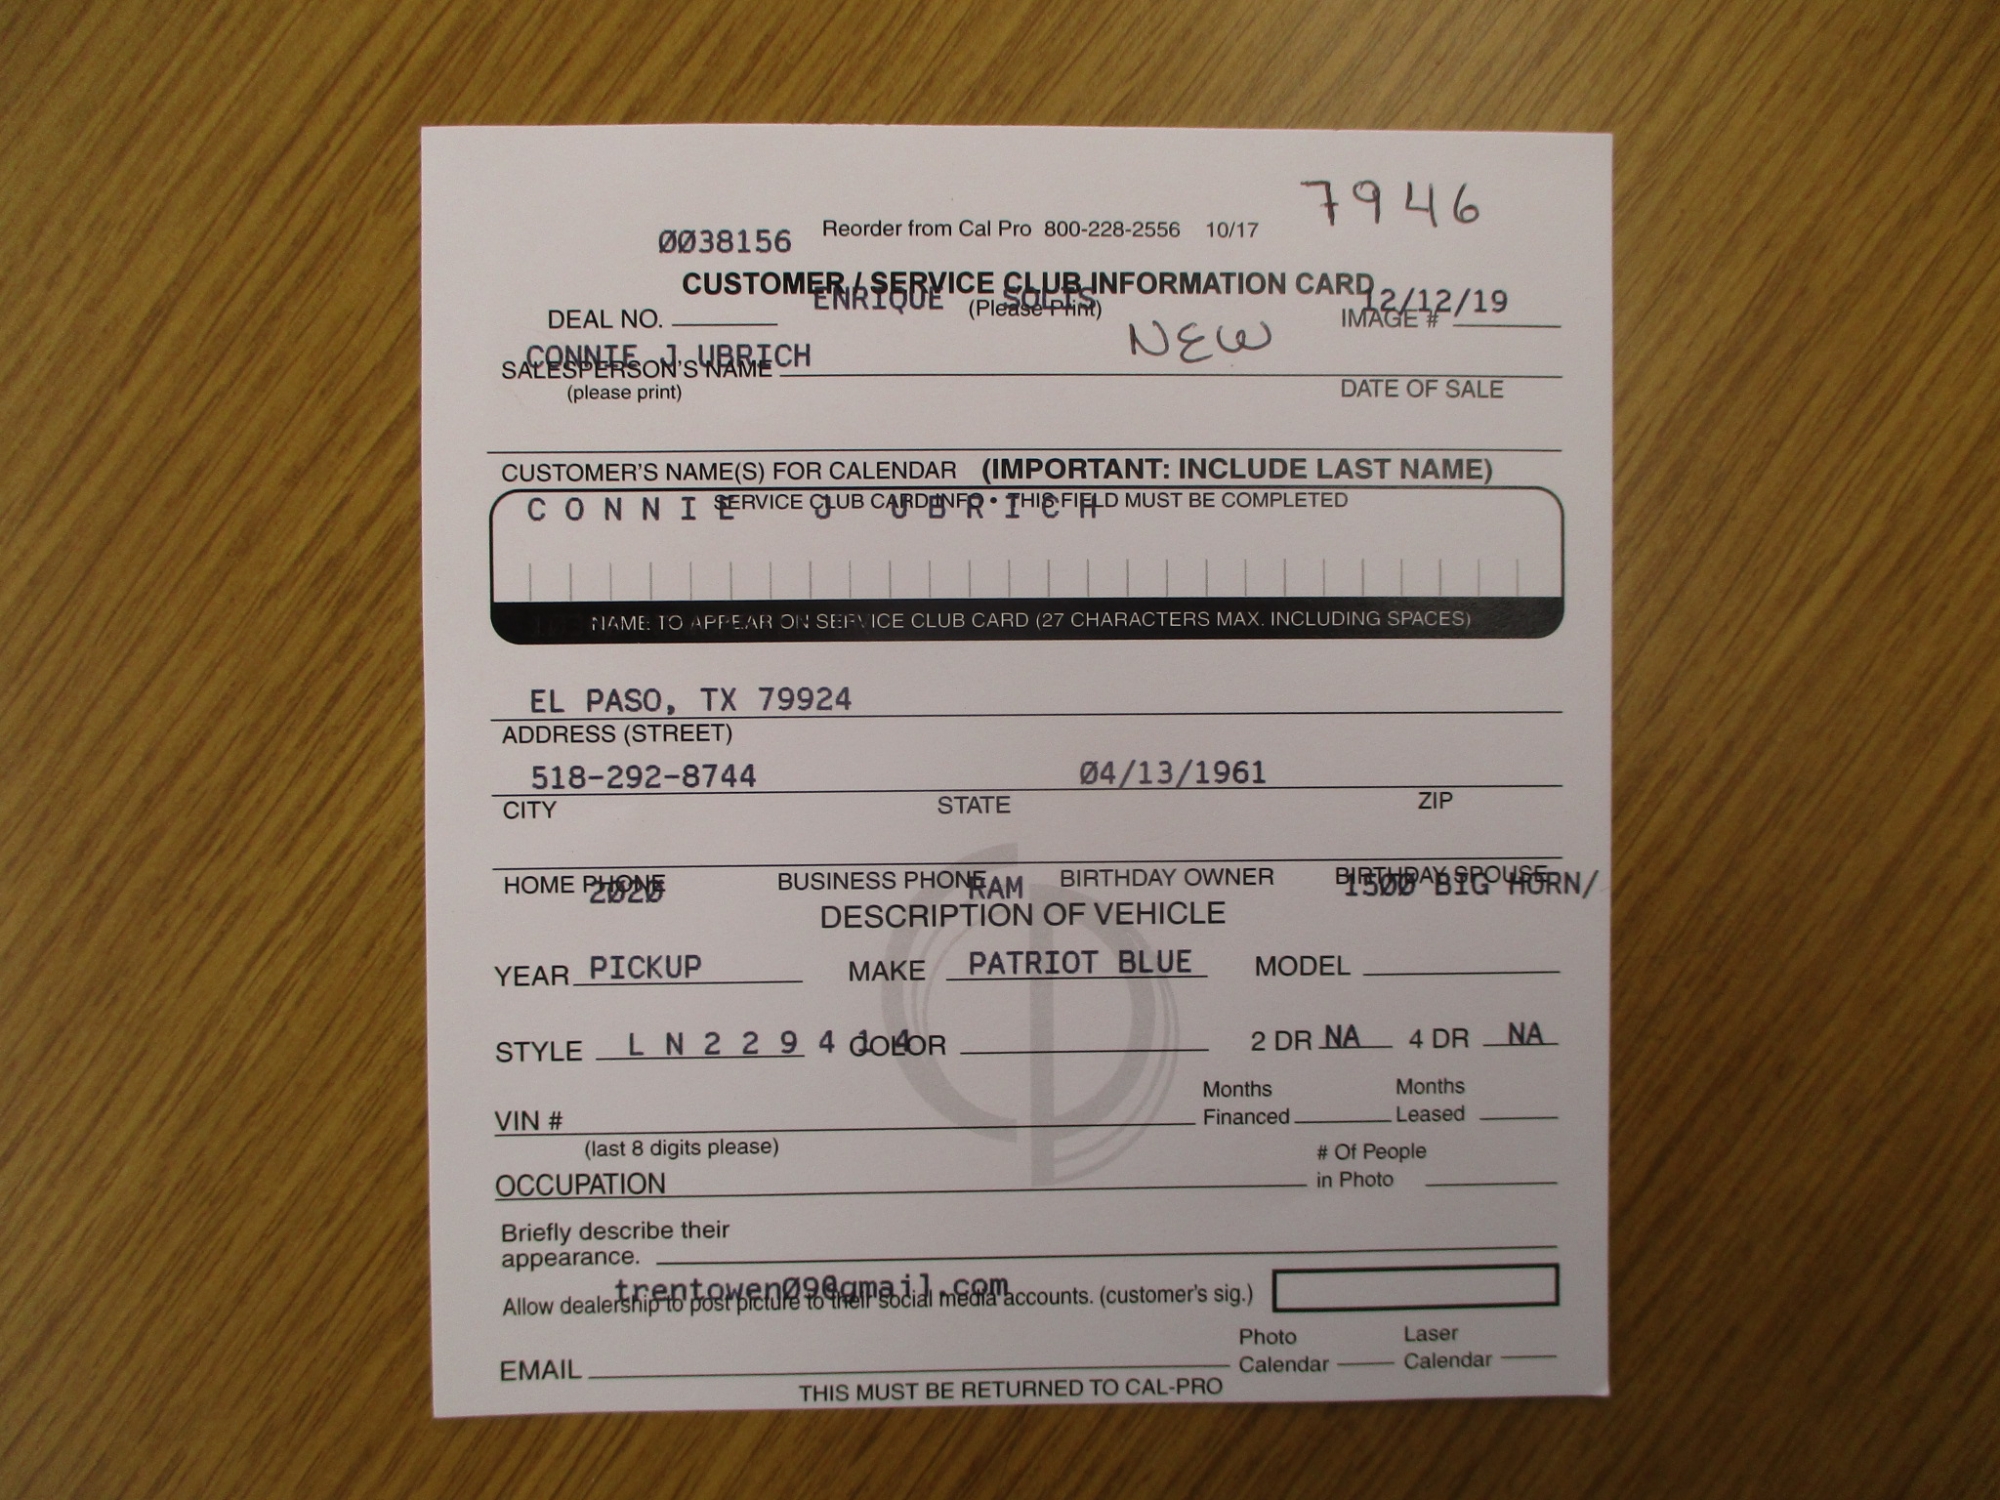 7946
0038156 Reorder from Cal Pro 800-228-2556 10/17
CUSTOMER / SERVICE CLUB INFORMATION CARD
ENRIQUE SOLIS (Please Print) 12/12/19
DEAL NO. IMAGE #
NEW
CONNIE J UBRICH
SALESPERSON'S NAME
(please print) DATE OF SALE
CUSTOMER'S NAME(S) FOR CALENDAR (IMPORTANT: INCLUDE LAST NAME)
SERVICE CLUB CARD INFO • THIS FIELD MUST BE COMPLETED
CONNIE J UBRICH
NAME TO APPEAR ON SERVICE CLUB CARD (27 CHARACTERS MAX. INCLUDING SPACES)
EL PASO, TX 79924
ADDRESS (STREET)
518-292-8744 04/13/1961
CITY STATE ZIP
HOME PHONE BUSINESS PHONE BIRTHDAY OWNER BIRTHDAY SPOUSE
2020 RAM 1500 BIG HORN/
DESCRIPTION OF VEHICLE
YEAR PICKUP MAKE PATRIOT BLUE MODEL
STYLE LN229414 COLOR 2 DR NA 4 DR NA
Months Financed Months Leased
VIN #
(last 8 digits please)
# Of People in Photo
OCCUPATION
Briefly describe their
appearance.
trentowen09@gmail.com
Allow dealership to post picture to their social media accounts. (customer's sig.)
Photo Calendar Laser Calendar
EMAIL
THIS MUST BE RETURNED TO CAL-PRO